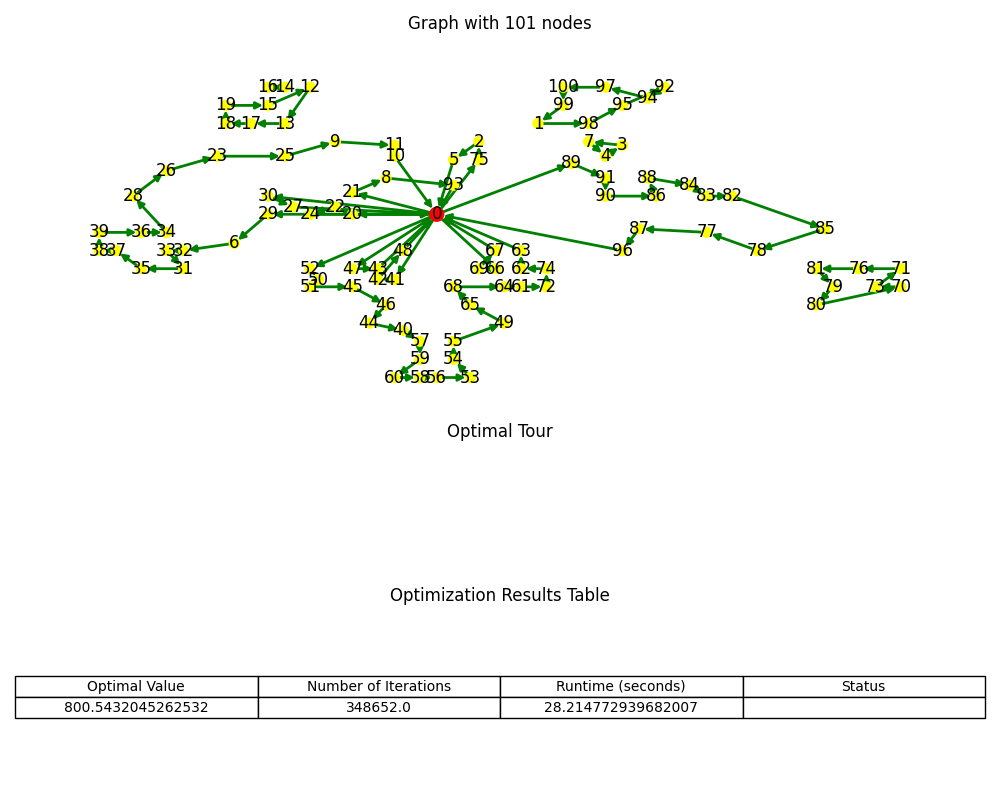 Graph with 101 nodes
16 14 12 100 97 92
94
19 15 99 95
18 17 13 1 98
9 11 2 7 3
23 25 10 5 75 4
26 89
8 93 91 88 84
28 30 21 90 86 83 82
27 22
29 24 20 0
39 36 34 6 87 77 85
38 37 33 32 48 67 63 96 78
35 31 52 47 43 69 66 62 74 81 76 71
50 42 41
51 45 68 64 61 72 79 73 70
46 65 80
44 40 49
57 55
59 54
60 58 56 53
Optimal Tour
Optimization Results Table
Optimal Value Number of Iterations Runtime (seconds) Status
800.5432045262532 348652.0 28.214772939682007